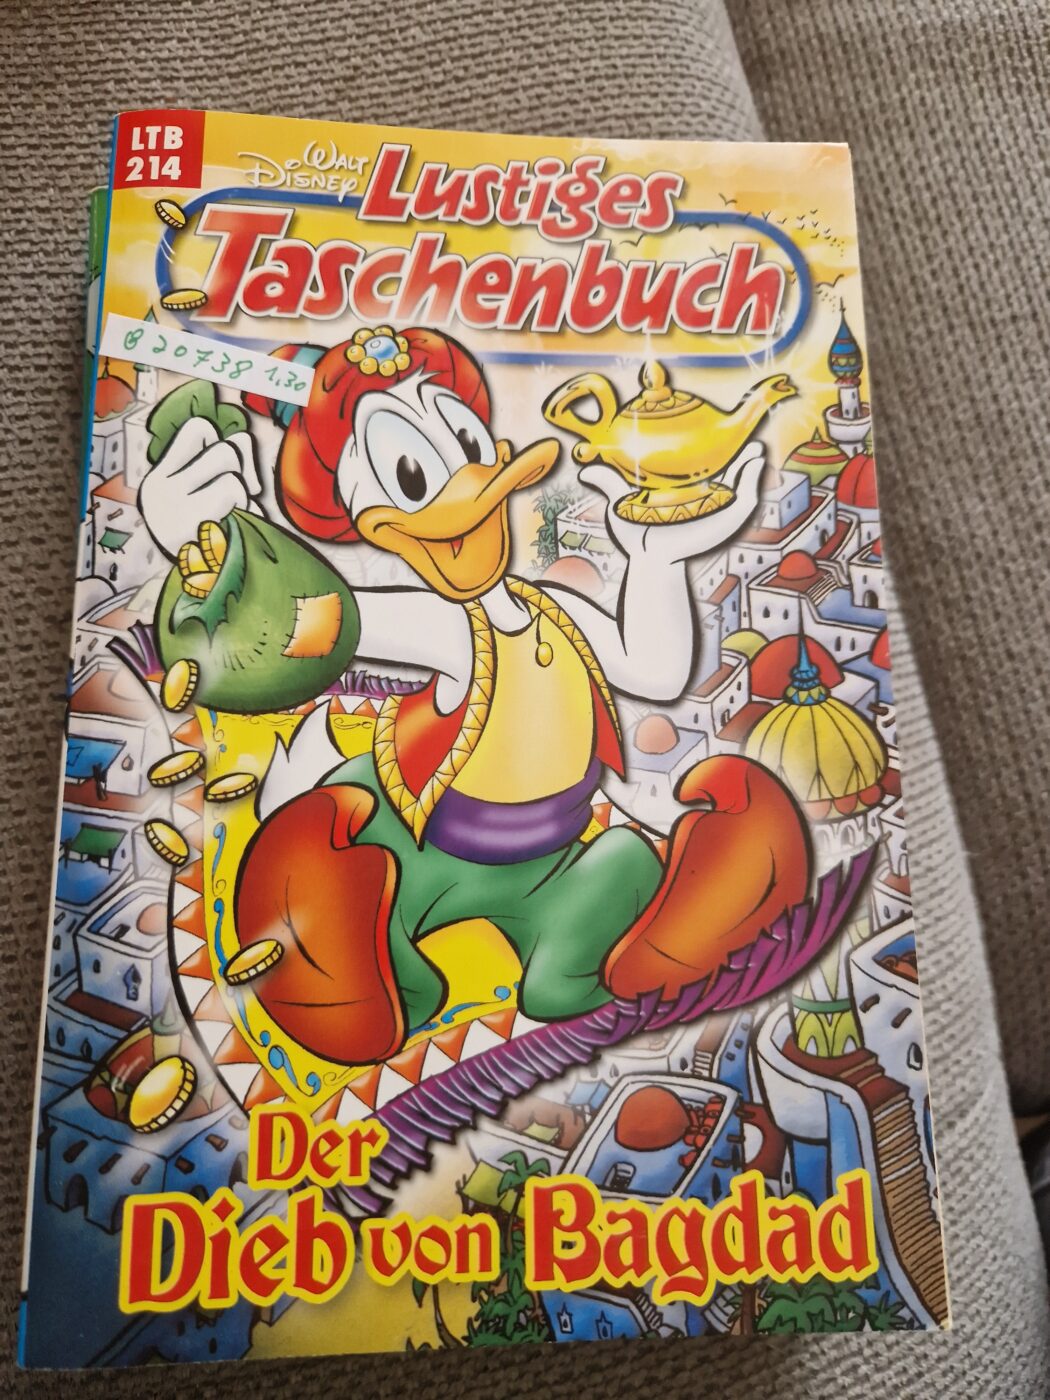 LTB
214
WALT
DISNEY
Lustiges
Taschenbuch
B 20738 1,30
Der
Dieb von Bagdad